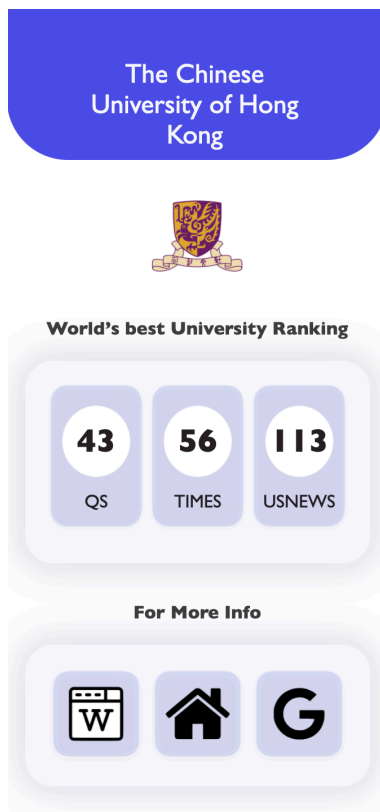 The Chinese
University of Hong
Kong
World's best University Ranking
43 56 113
QS TIMES USNEWS
For More Info
W G